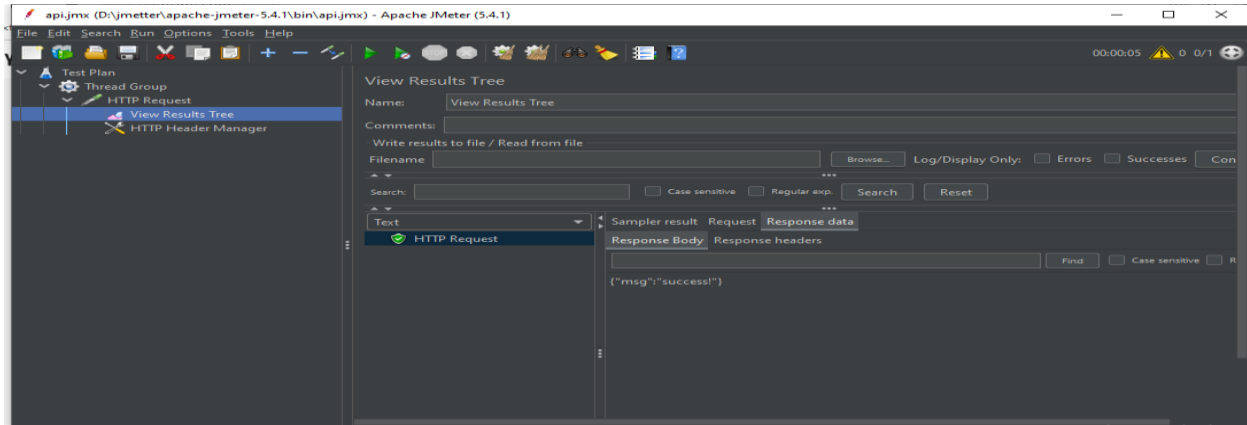 api.jmx (D:\jmetter\apache-jmeter-5.4.1\bin\api.jmx) - Apache JMeter (5.4.1)
File Edit Search Run Options Tools Help
00:00:05 0 0/1
Test Plan
Thread Group
HTTP Request
View Results Tree
HTTP Header Manager
View Results Tree
Name: View Results Tree
Comments:
Write results to file / Read from file
Filename Browse... Log/Display Only: Errors Successes Con
Search: Case sensitive Regular exp. Search Reset
Text
HTTP Request
Sampler result Request Response data
Response Body Response headers
Find Case sensitive R
{"msg":"success!"}